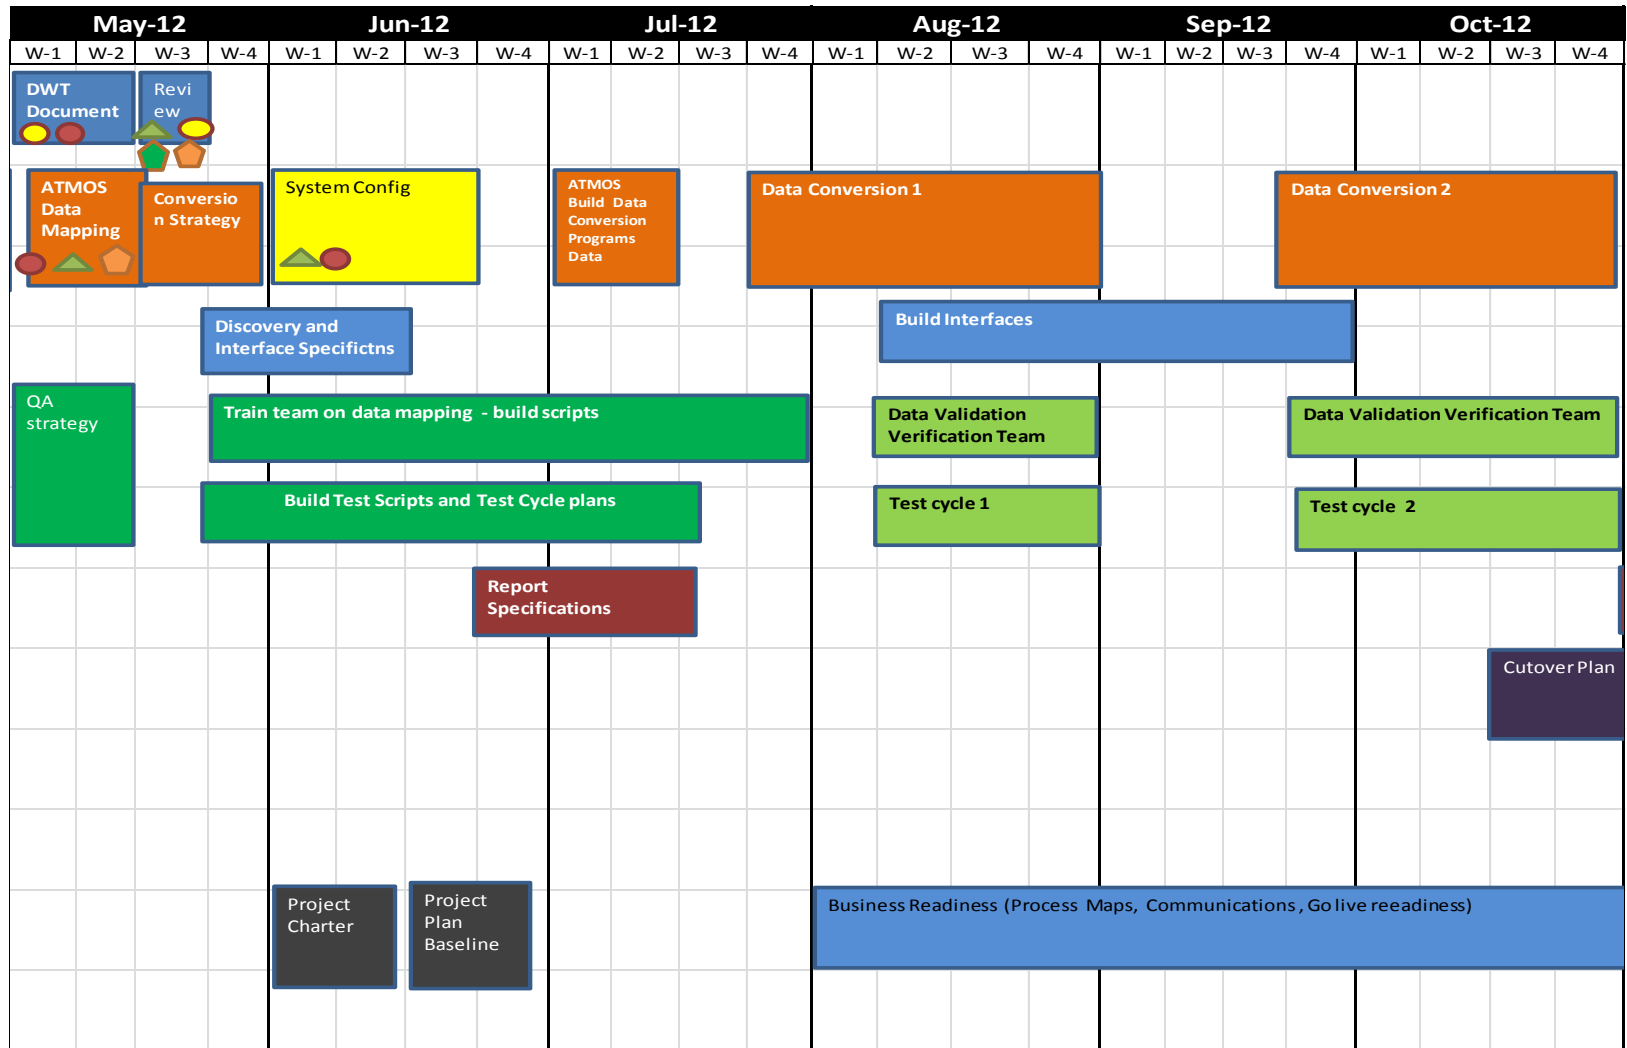 May-12 Jun-12 Jul-12 Aug-12 Sep-12 Oct-12
W-1 W-2 W-3 W-4 W-1 W-2 W-3 W-4 W-1 W-2 W-3 W-4 W-1 W-2 W-3 W-4 W-1 W-2 W-3 W-4 W-1 W-2 W-3 W-4
DWT
Document
Revi
ew
ATMOS
Data
Mapping
Conversio
n Strategy
System Config
ATMOS
Build Data
Conversion
Programs
Data
Data Conversion 1
Data Conversion 2
Discovery and
Interface Specifictns
Build Interfaces
QA
strategy
Train team on data mapping - build scripts
Data Validation
Verification Team
Data Validation Verification Team
Build Test Scripts and Test Cycle plans
Test cycle 1
Test cycle 2
Report
Specifications
Cutover Plan
Project
Charter
Project
Plan
Baseline
Business Readiness (Process Maps, Communications , Go live reeadiness)